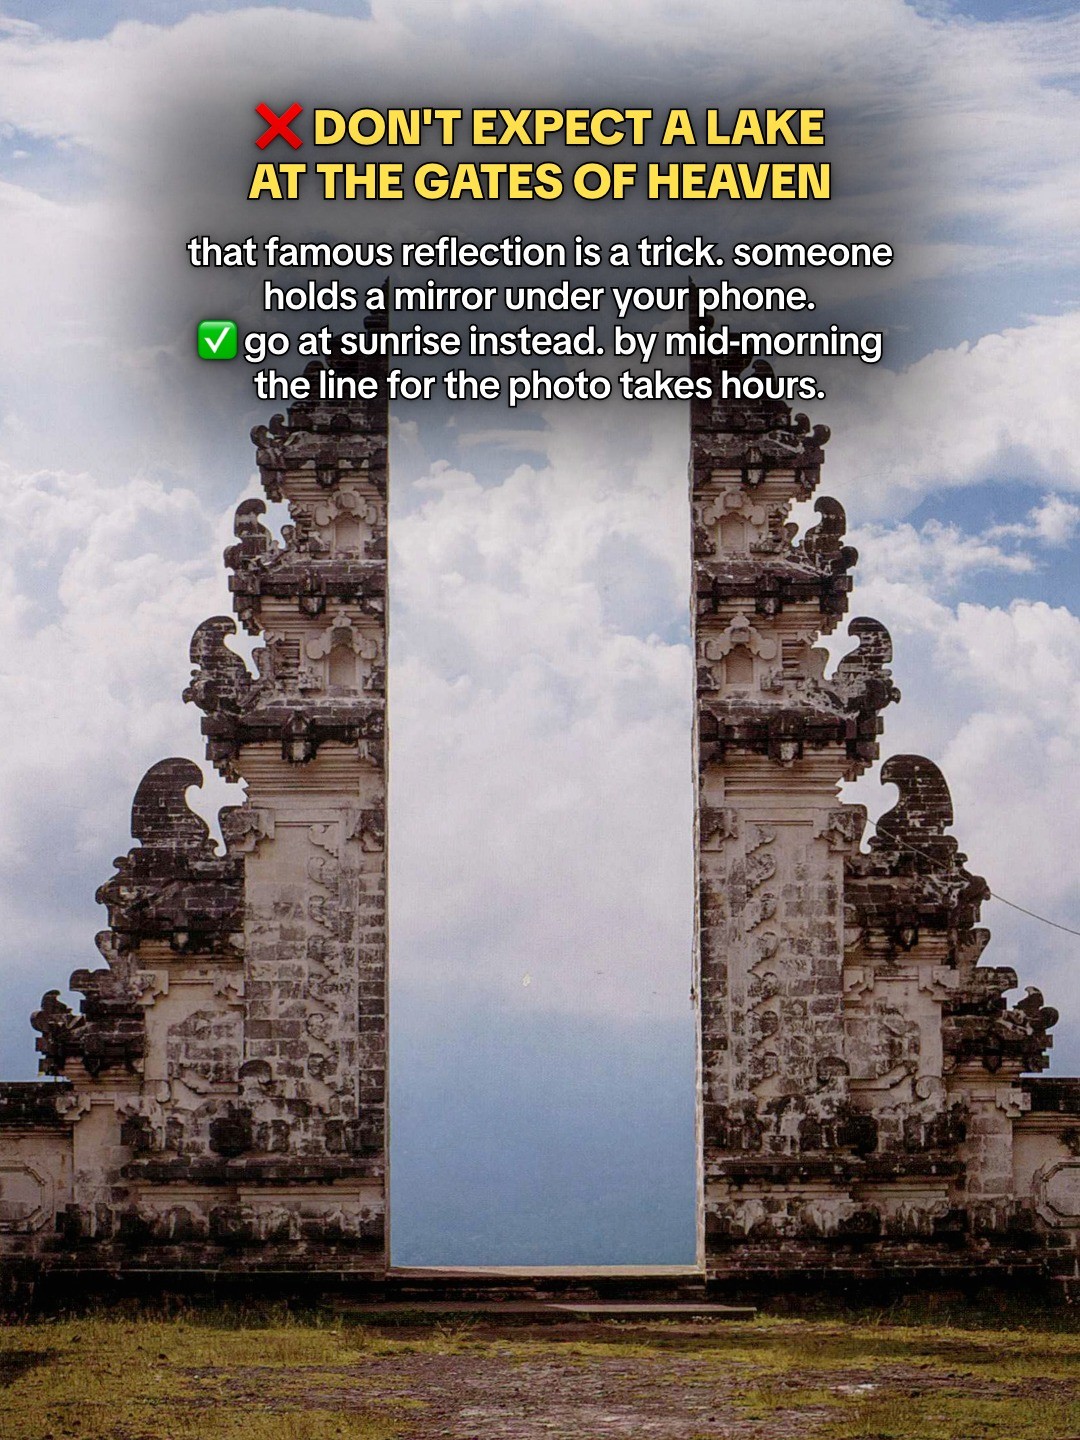 ❌ DON'T EXPECT A LAKE
AT THE GATES OF HEAVEN
that famous reflection is a trick. someone
holds a mirror under your phone.
✅ go at sunrise instead. by mid-morning
the line for the photo takes hours.